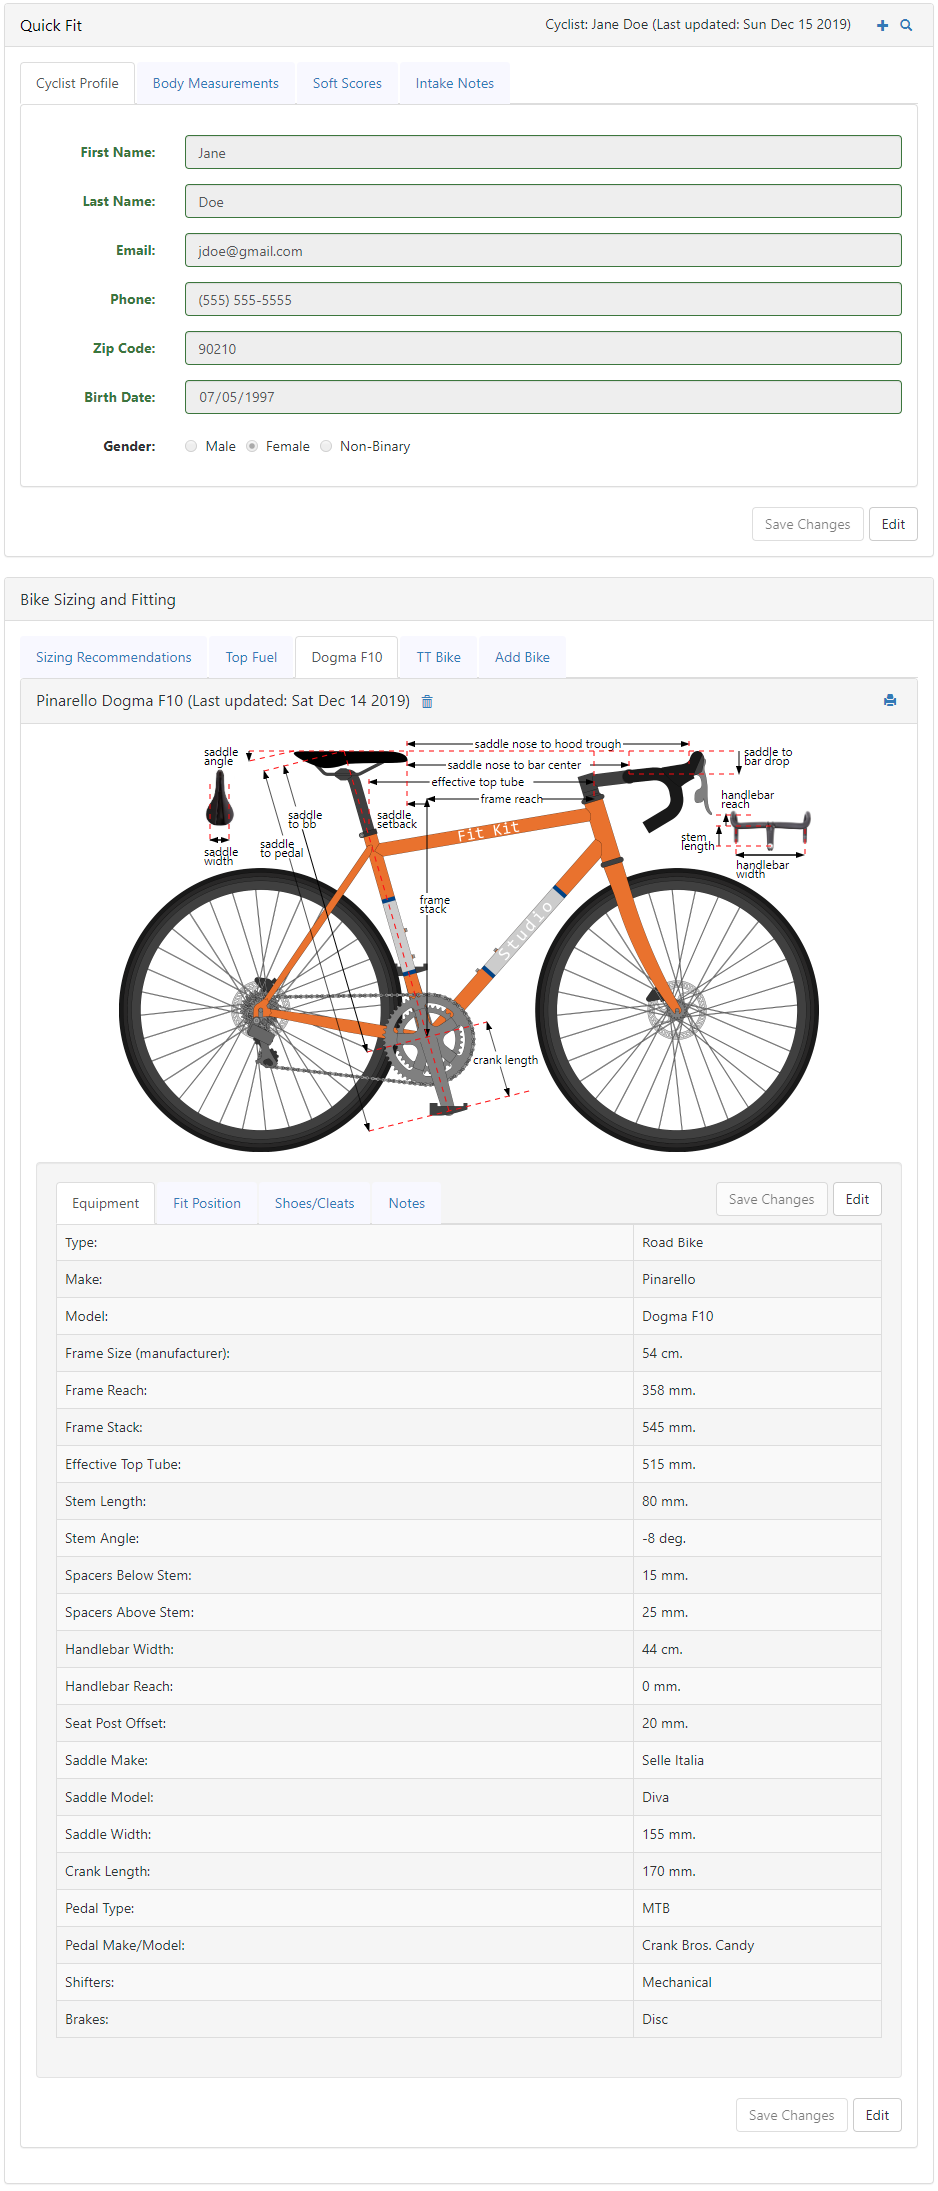 Quick Fit
Cyclist: Jane Doe (Last updated: Sun Dec 15 2019)
Cyclist Profile
Body Measurements
Soft Scores
Intake Notes
First Name:
Jane
Last Name:
Doe
Email:
jdoe@gmail.com
Phone:
(555) 555-5555
Zip Code:
90210
Birth Date:
07/05/1997
Gender:
Male
Female
Non-Binary
Save Changes
Edit
Bike Sizing and Fitting
Sizing Recommendations
Top Fuel
Dogma F10
TT Bike
Add Bike
Pinarello Dogma F10 (Last updated: Sat Dec 14 2019)
saddle
angle
saddle nose to hood trough
saddle to
bar drop
saddle nose to bar center
effective top tube
frame reach
handlebar
reach
saddle
to bb
saddle
setback
Fit Kit
saddle
width
saddle
to pedal
stem
length
handlebar
width
frame
stack
Studio
crank length
Equipment
Fit Position
Shoes/Cleats
Notes
Save Changes
Edit
Type:
Road Bike
Make:
Pinarello
Model:
Dogma F10
Frame Size (manufacturer):
54 cm.
Frame Reach:
358 mm.
Frame Stack:
545 mm.
Effective Top Tube:
515 mm.
Stem Length:
80 mm.
Stem Angle:
-8 deg.
Spacers Below Stem:
15 mm.
Spacers Above Stem:
25 mm.
Handlebar Width:
44 cm.
Handlebar Reach:
0 mm.
Seat Post Offset:
20 mm.
Saddle Make:
Selle Italia
Saddle Model:
Diva
Saddle Width:
155 mm.
Crank Length:
170 mm.
Pedal Type:
MTB
Pedal Make/Model:
Crank Bros. Candy
Shifters:
Mechanical
Brakes:
Disc
Save Changes
Edit